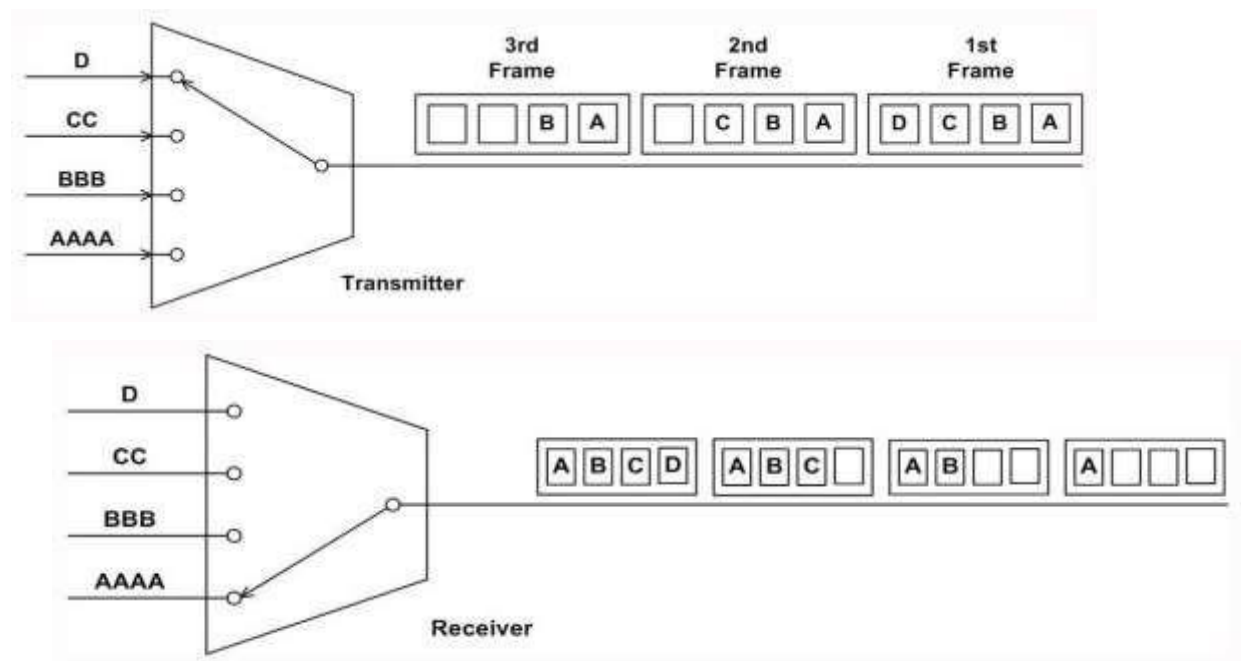 3rd Frame 2nd Frame 1st Frame
D
CC
BBB
AAAA
B A C B A D C B A
Transmitter
D
CC
BBB
AAAA
A B C D A B C A B A
Receiver